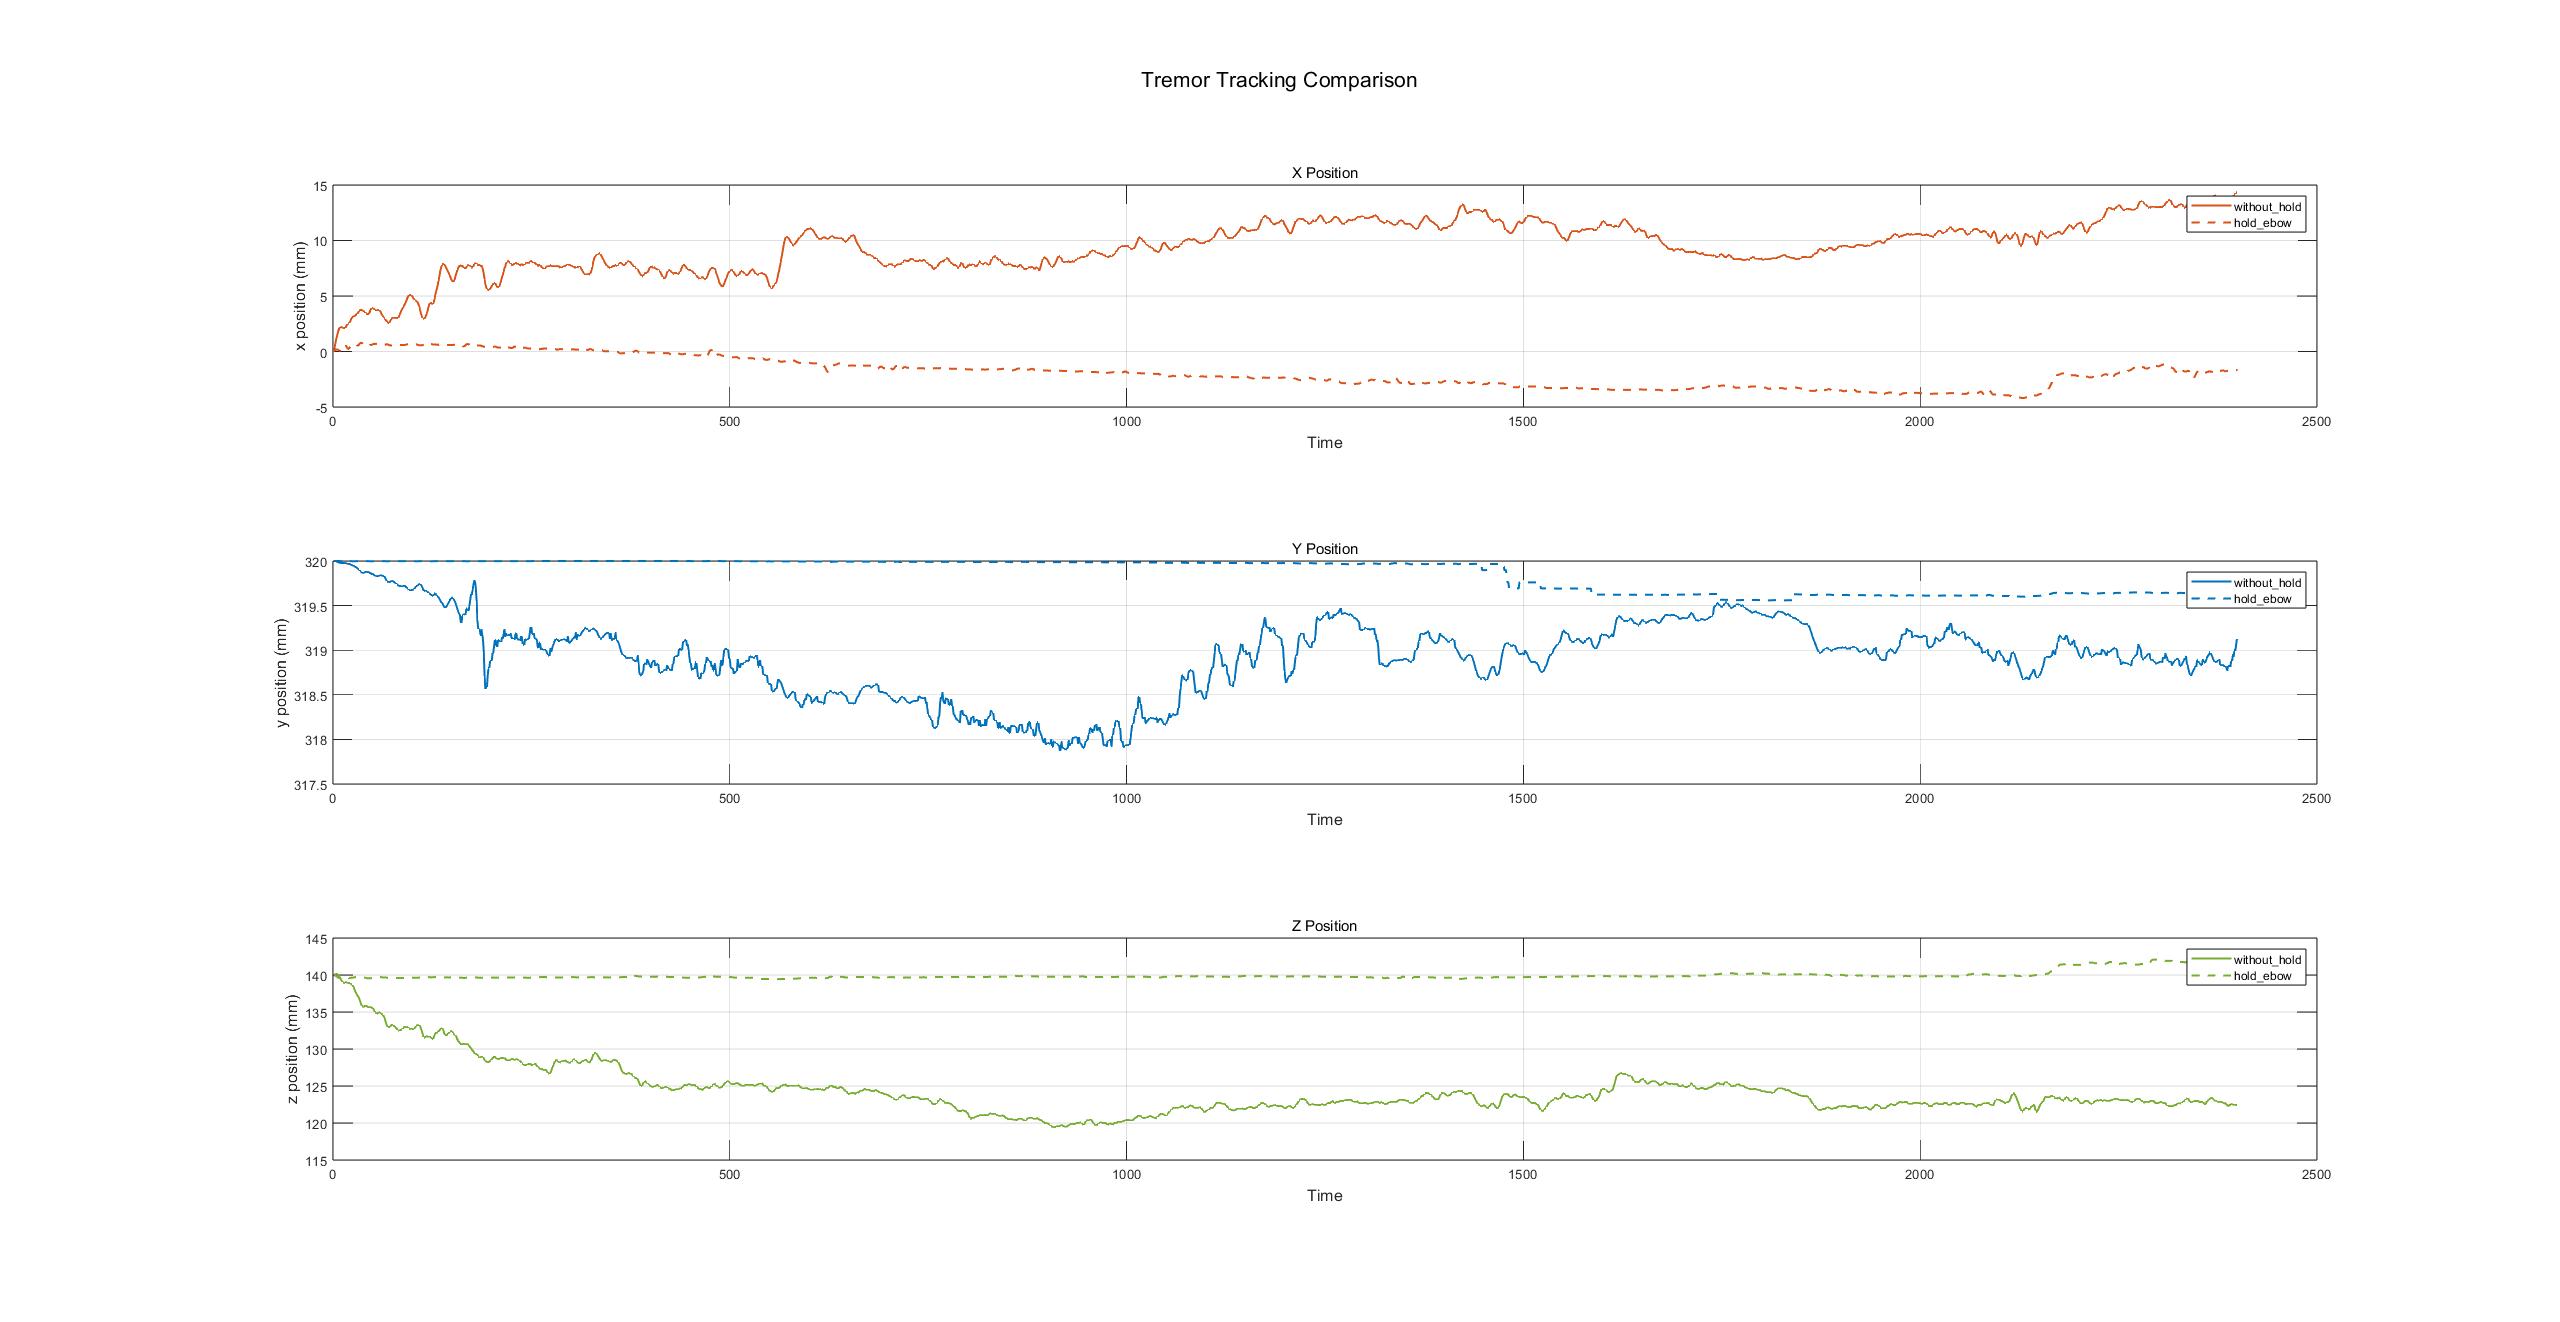 Tremor Tracking Comparison
X Position
15
10
5
0
-5
x position (mm)
without_hold
hold_ebow
0 500 1000 1500 2000 2500
Time
Y Position
320
319.5
319
318.5
318
317.5
y position (mm)
without_hold
hold_ebow
0 500 1000 1500 2000 2500
Time
Z Position
145
140
135
130
125
120
115
z position (mm)
without_hold
hold_ebow
0 500 1000 1500 2000 2500
Time